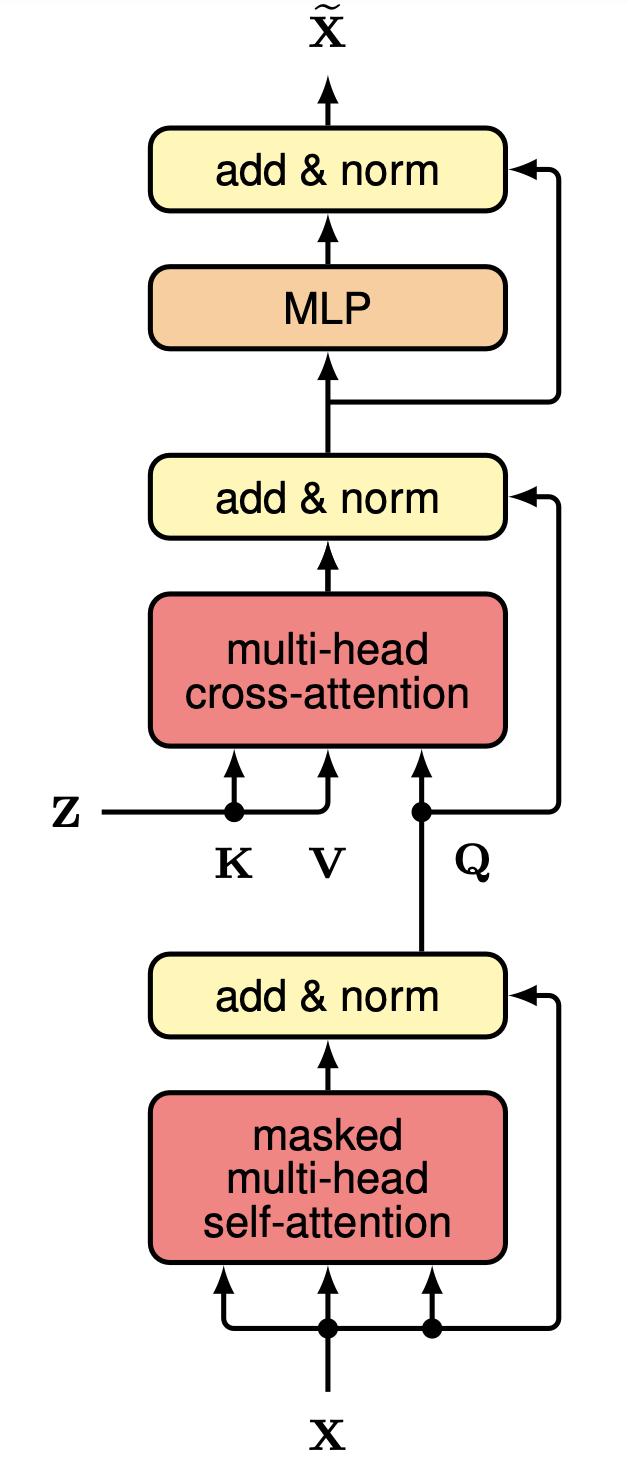 X̃
add & norm
MLP
add & norm
multi-head
cross-attention
Z
K V Q
add & norm
masked
multi-head
self-attention
X